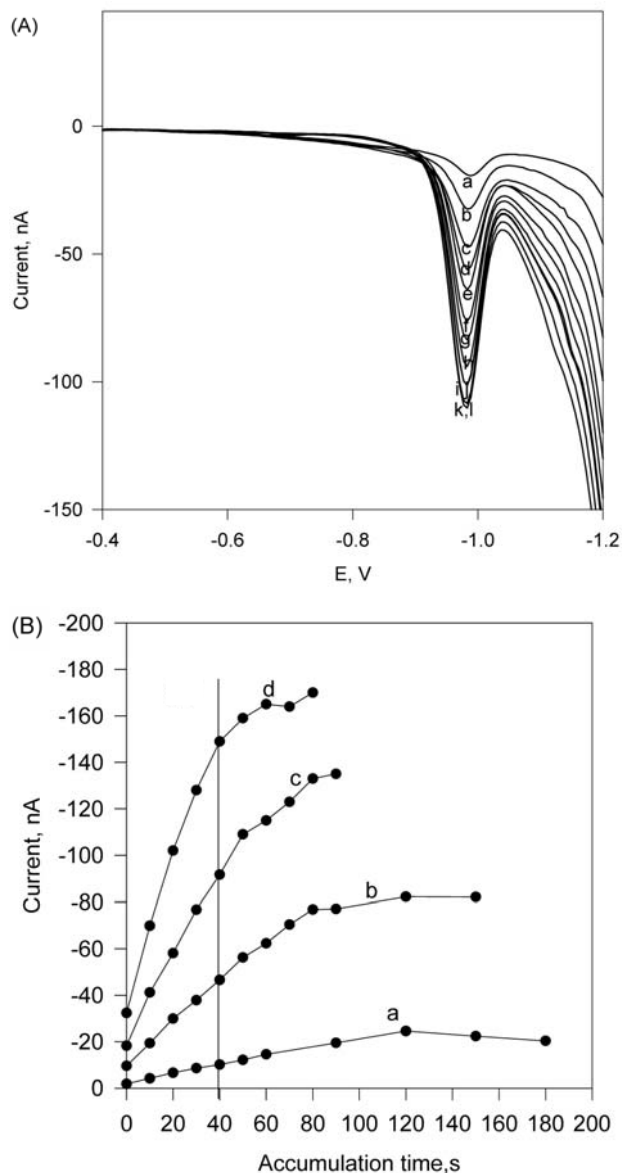 (A)
0
-50
-100
-150
Current, nA
a
b
c
d
e
f
g
h
i
j
k,l
-0.4
-0.6
-0.8
-1.0
-1.2
E, V
(B)
-200
-180
-160
-140
-120
-100
-80
-60
-40
-20
0
Current, nA
d
c
b
a
0 20 40 60 80 100 120 140 160 180 200
Accumulation time,s